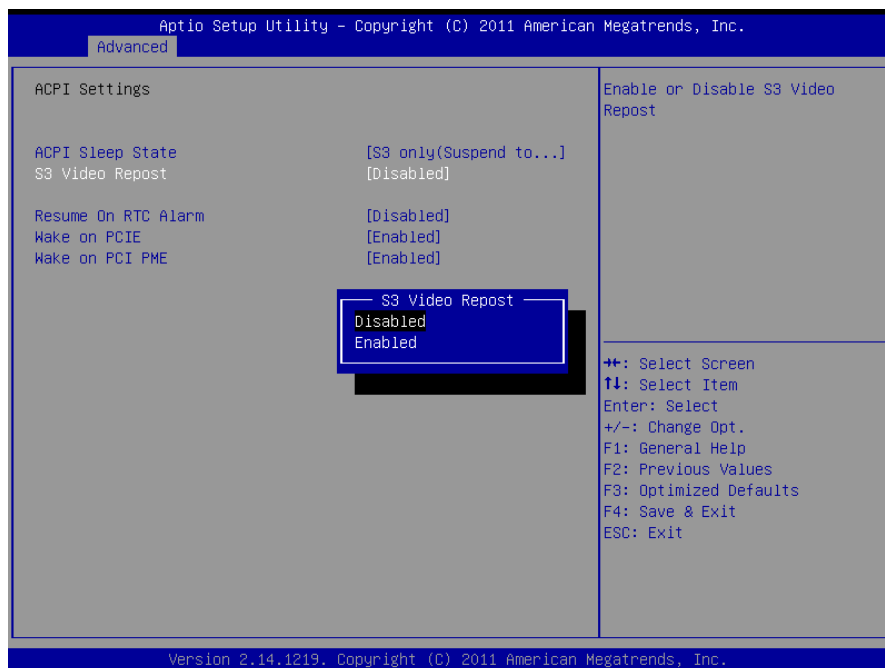 Aptio Setup Utility – Copyright (C) 2011 American Megatrends, Inc.
Advanced
ACPI Settings
ACPI Sleep State [S3 only(Suspend to...]
S3 Video Repost [Disabled]
Resume On RTC Alarm [Disabled]
Wake on PCIE [Enabled]
Wake on PCI PME [Enabled]
S3 Video Repost
Disabled
Enabled
Enable or Disable S3 Video
Repost
→←: Select Screen
↑↓: Select Item
Enter: Select
+/-: Change Opt.
F1: General Help
F2: Previous Values
F3: Optimized Defaults
F4: Save & Exit
ESC: Exit
Version 2.14.1219. Copyright (C) 2011 American Megatrends, Inc.